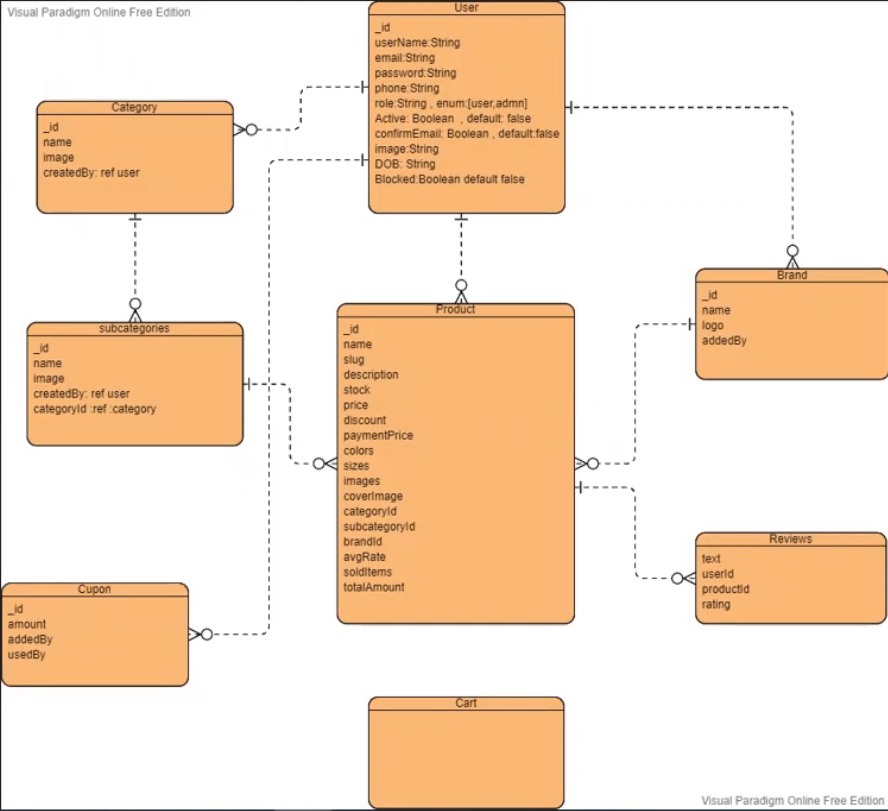 Visual Paradigm Online Free Edition
User
_id
userName:String
email:String
password:String
phone:String
role:String , enum:[user,admn]
Active: Boolean , default: false
confirmEmail: Boolean , default:false
image:String
DOB: String
Blocked:Boolean default false
Category
_id
name
image
createdBy: ref user
subcategories
_id
name
image
createdBy: ref user
categoryId :ref :category
Product
_id
name
slug
description
stock
price
discount
paymentPrice
colors
sizes
images
coverImage
categoryId
subcategoryId
brandId
avgRate
soldItems
totalAmount
Brand
_id
name
logo
addedBy
Reviews
text
userId
productId
rating
Cupon
_id
amount
addedBy
usedBy
Cart
Visual Paradigm Online Free Edition